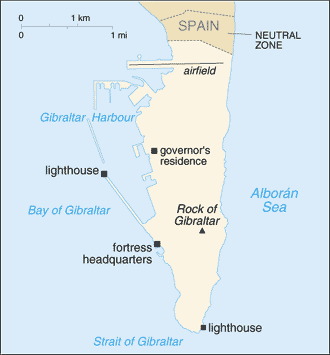 0 1 km
0 1 mi
SPAIN
NEUTRAL
ZONE
airfield
Gibraltar Harbour
governor's
residence
lighthouse
Alborán
Sea
Bay of Gibraltar
Rock of
Gibraltar
fortress
headquarters
lighthouse
Strait of Gibraltar